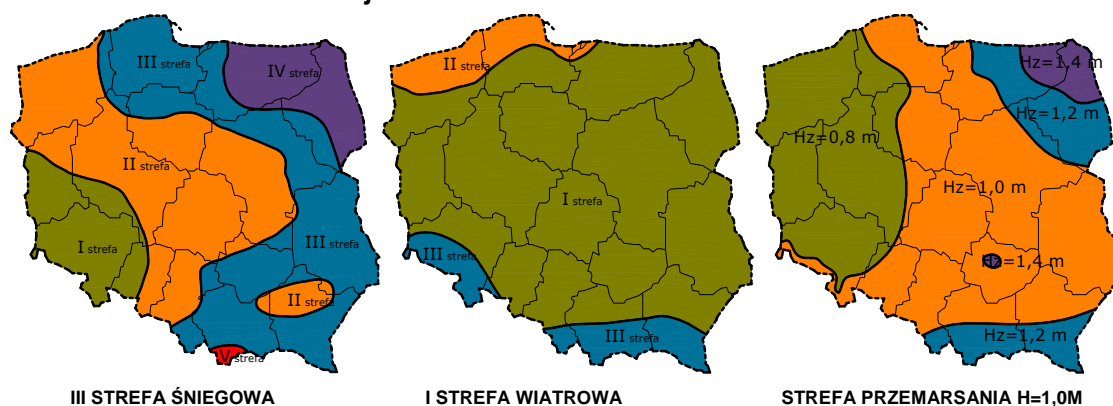 III strefa
IV strefa
II strefa
I strefa
III strefa
II strefa
V strefa
III STREFA ŚNIEGOWA
II strefa
I strefa
III strefa
III strefa
I STREFA WIATROWA
Hz=1,4 m
Hz=1,2 m
Hz=0,8 m
Hz=1,0 m
Hz=1,4 m
Hz=1,2 m
STREFA PRZEMARSANIA H=1,0M